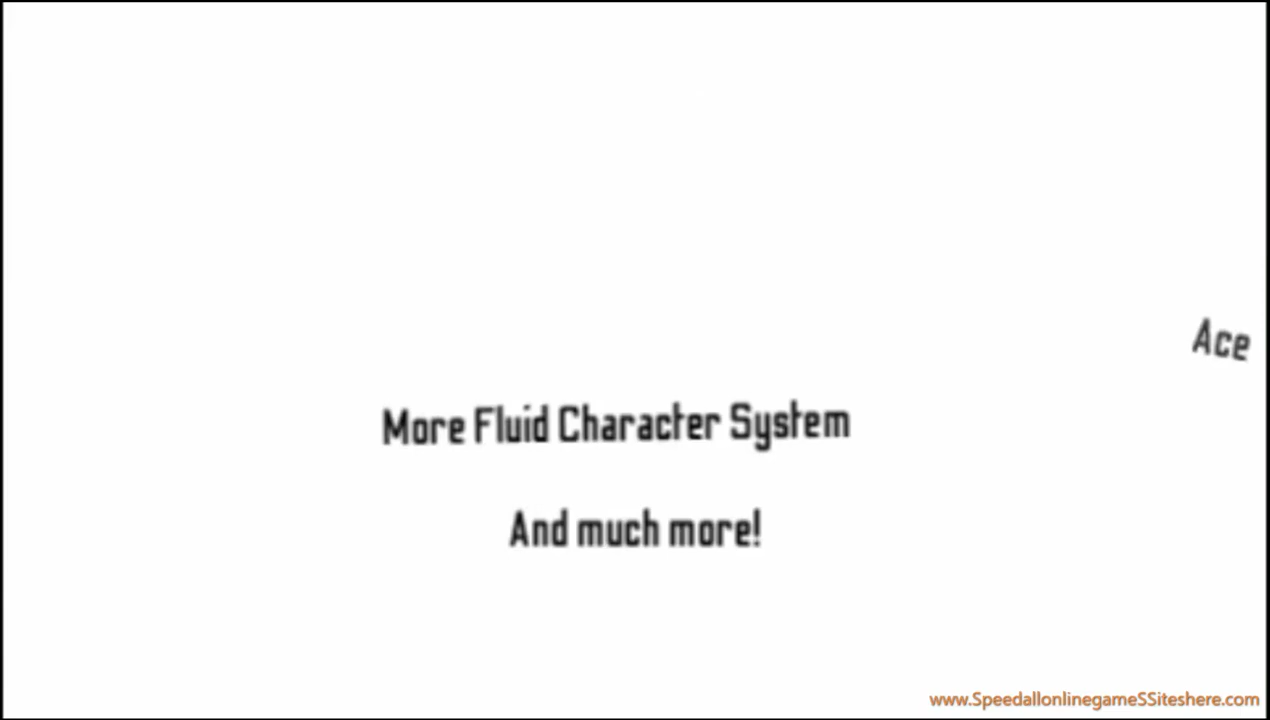 Ace
More Fluid Character System
And much more!
www.SpeedallonlinegameSSiteshere.com